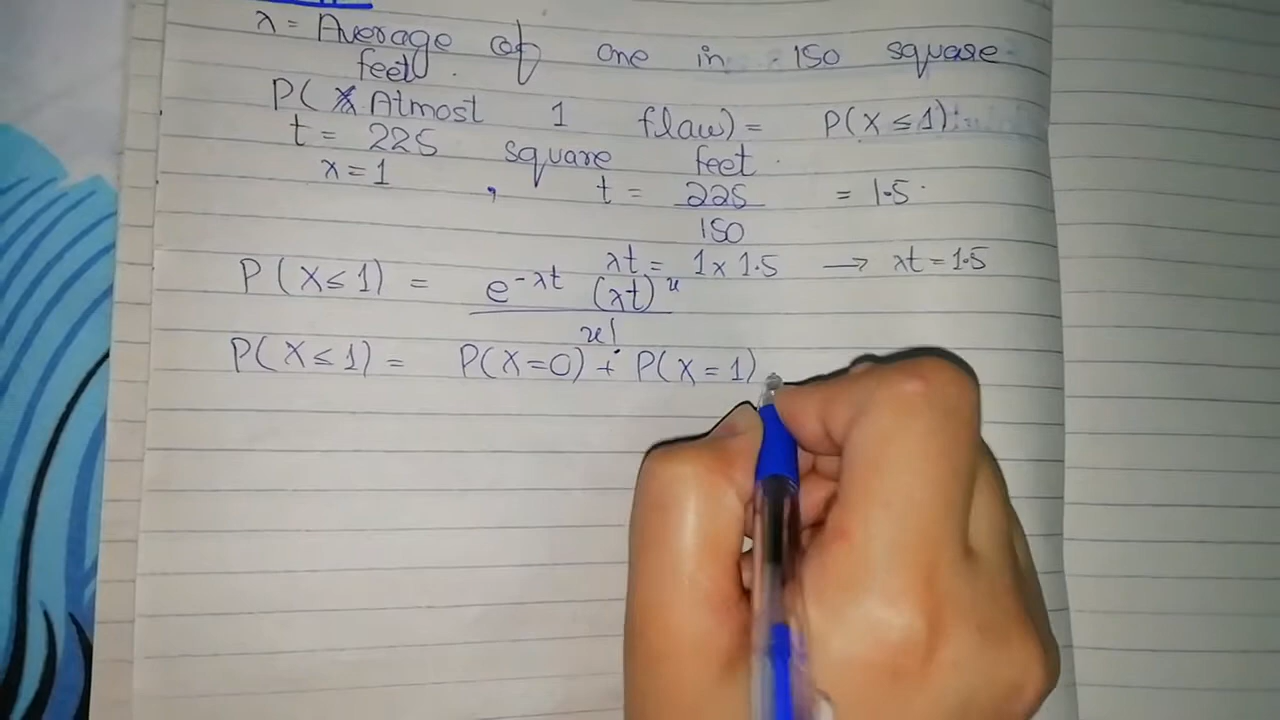 λ = Average of one in 150 square
feet.
P( Atmost 1 flaw) = P(X ≤ 1)
t = 225 square feet.
x = 1 , t = 225/150 = 1.5.
λt = 1 x 1.5 → λt = 1.5
P(X ≤ 1) = e^-λt (λt)^x / x!
P(X ≤ 1) = P(X=0) + P(X = 1)